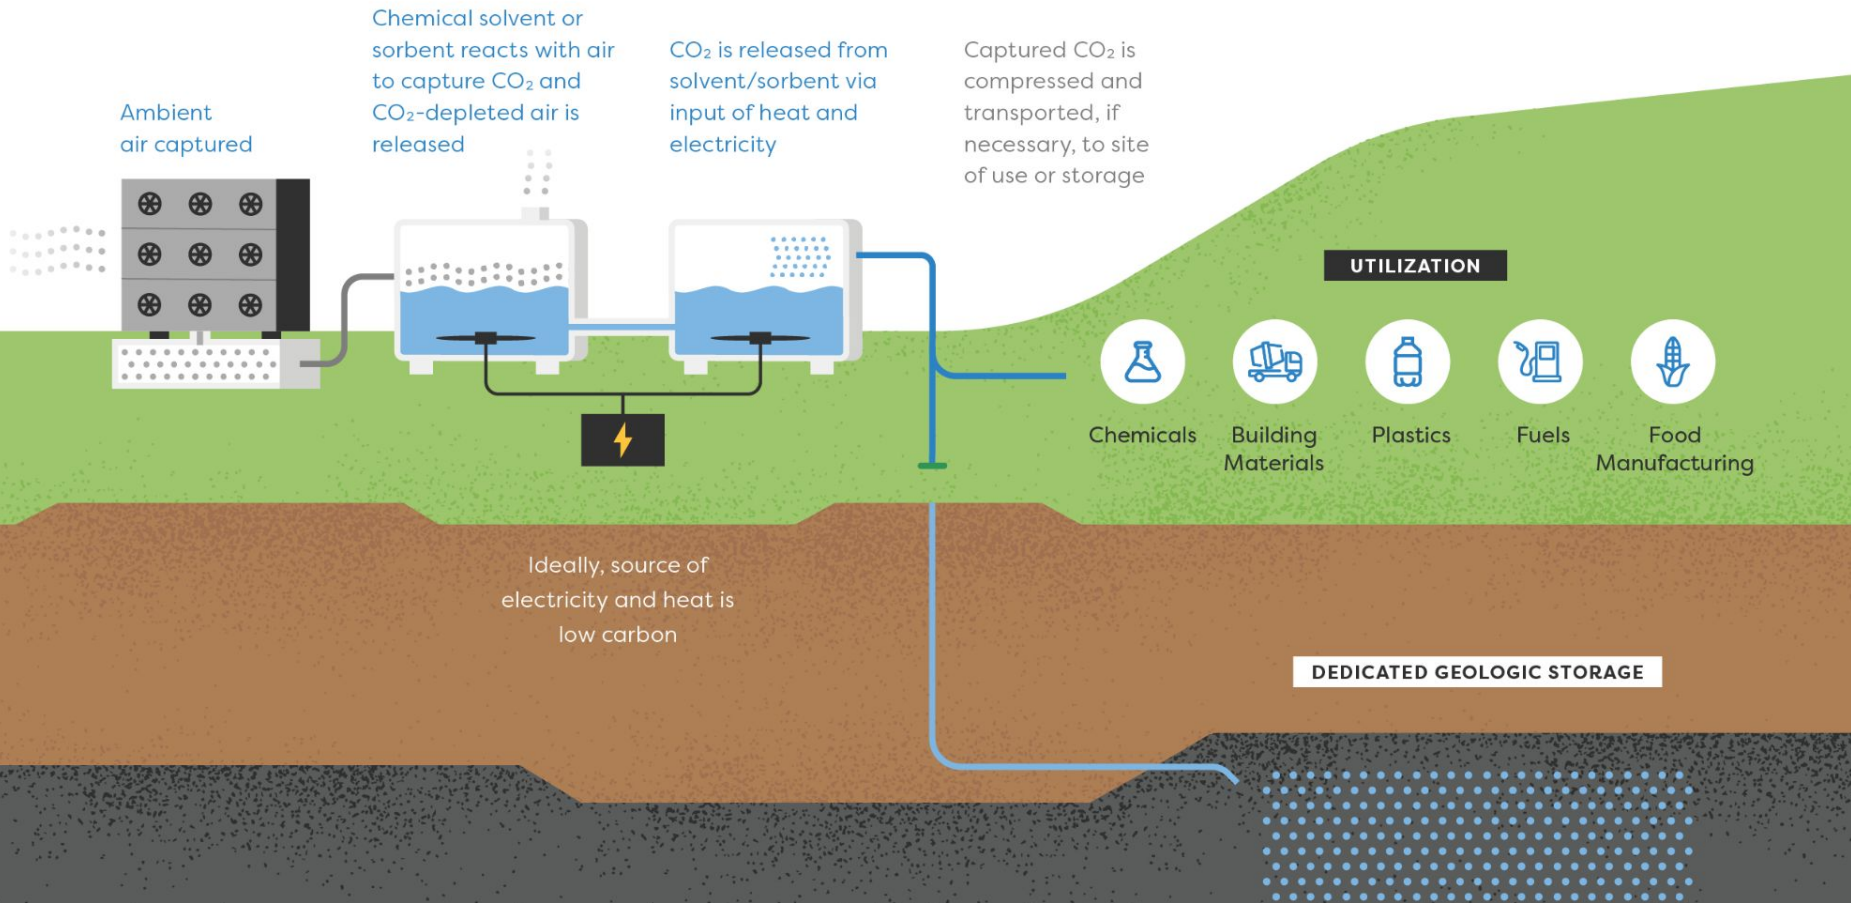 Ambient
air captured
Chemical solvent or
sorbent reacts with air
to capture CO₂ and
CO₂-depleted air is
released
CO₂ is released from
solvent/sorbent via
input of heat and
electricity
Captured CO₂ is
compressed and
transported, if
necessary, to site
of use or storage
UTILIZATION
Chemicals
Building
Materials
Plastics
Fuels
Food
Manufacturing
Ideally, source of
electricity and heat is
low carbon
DEDICATED GEOLOGIC STORAGE